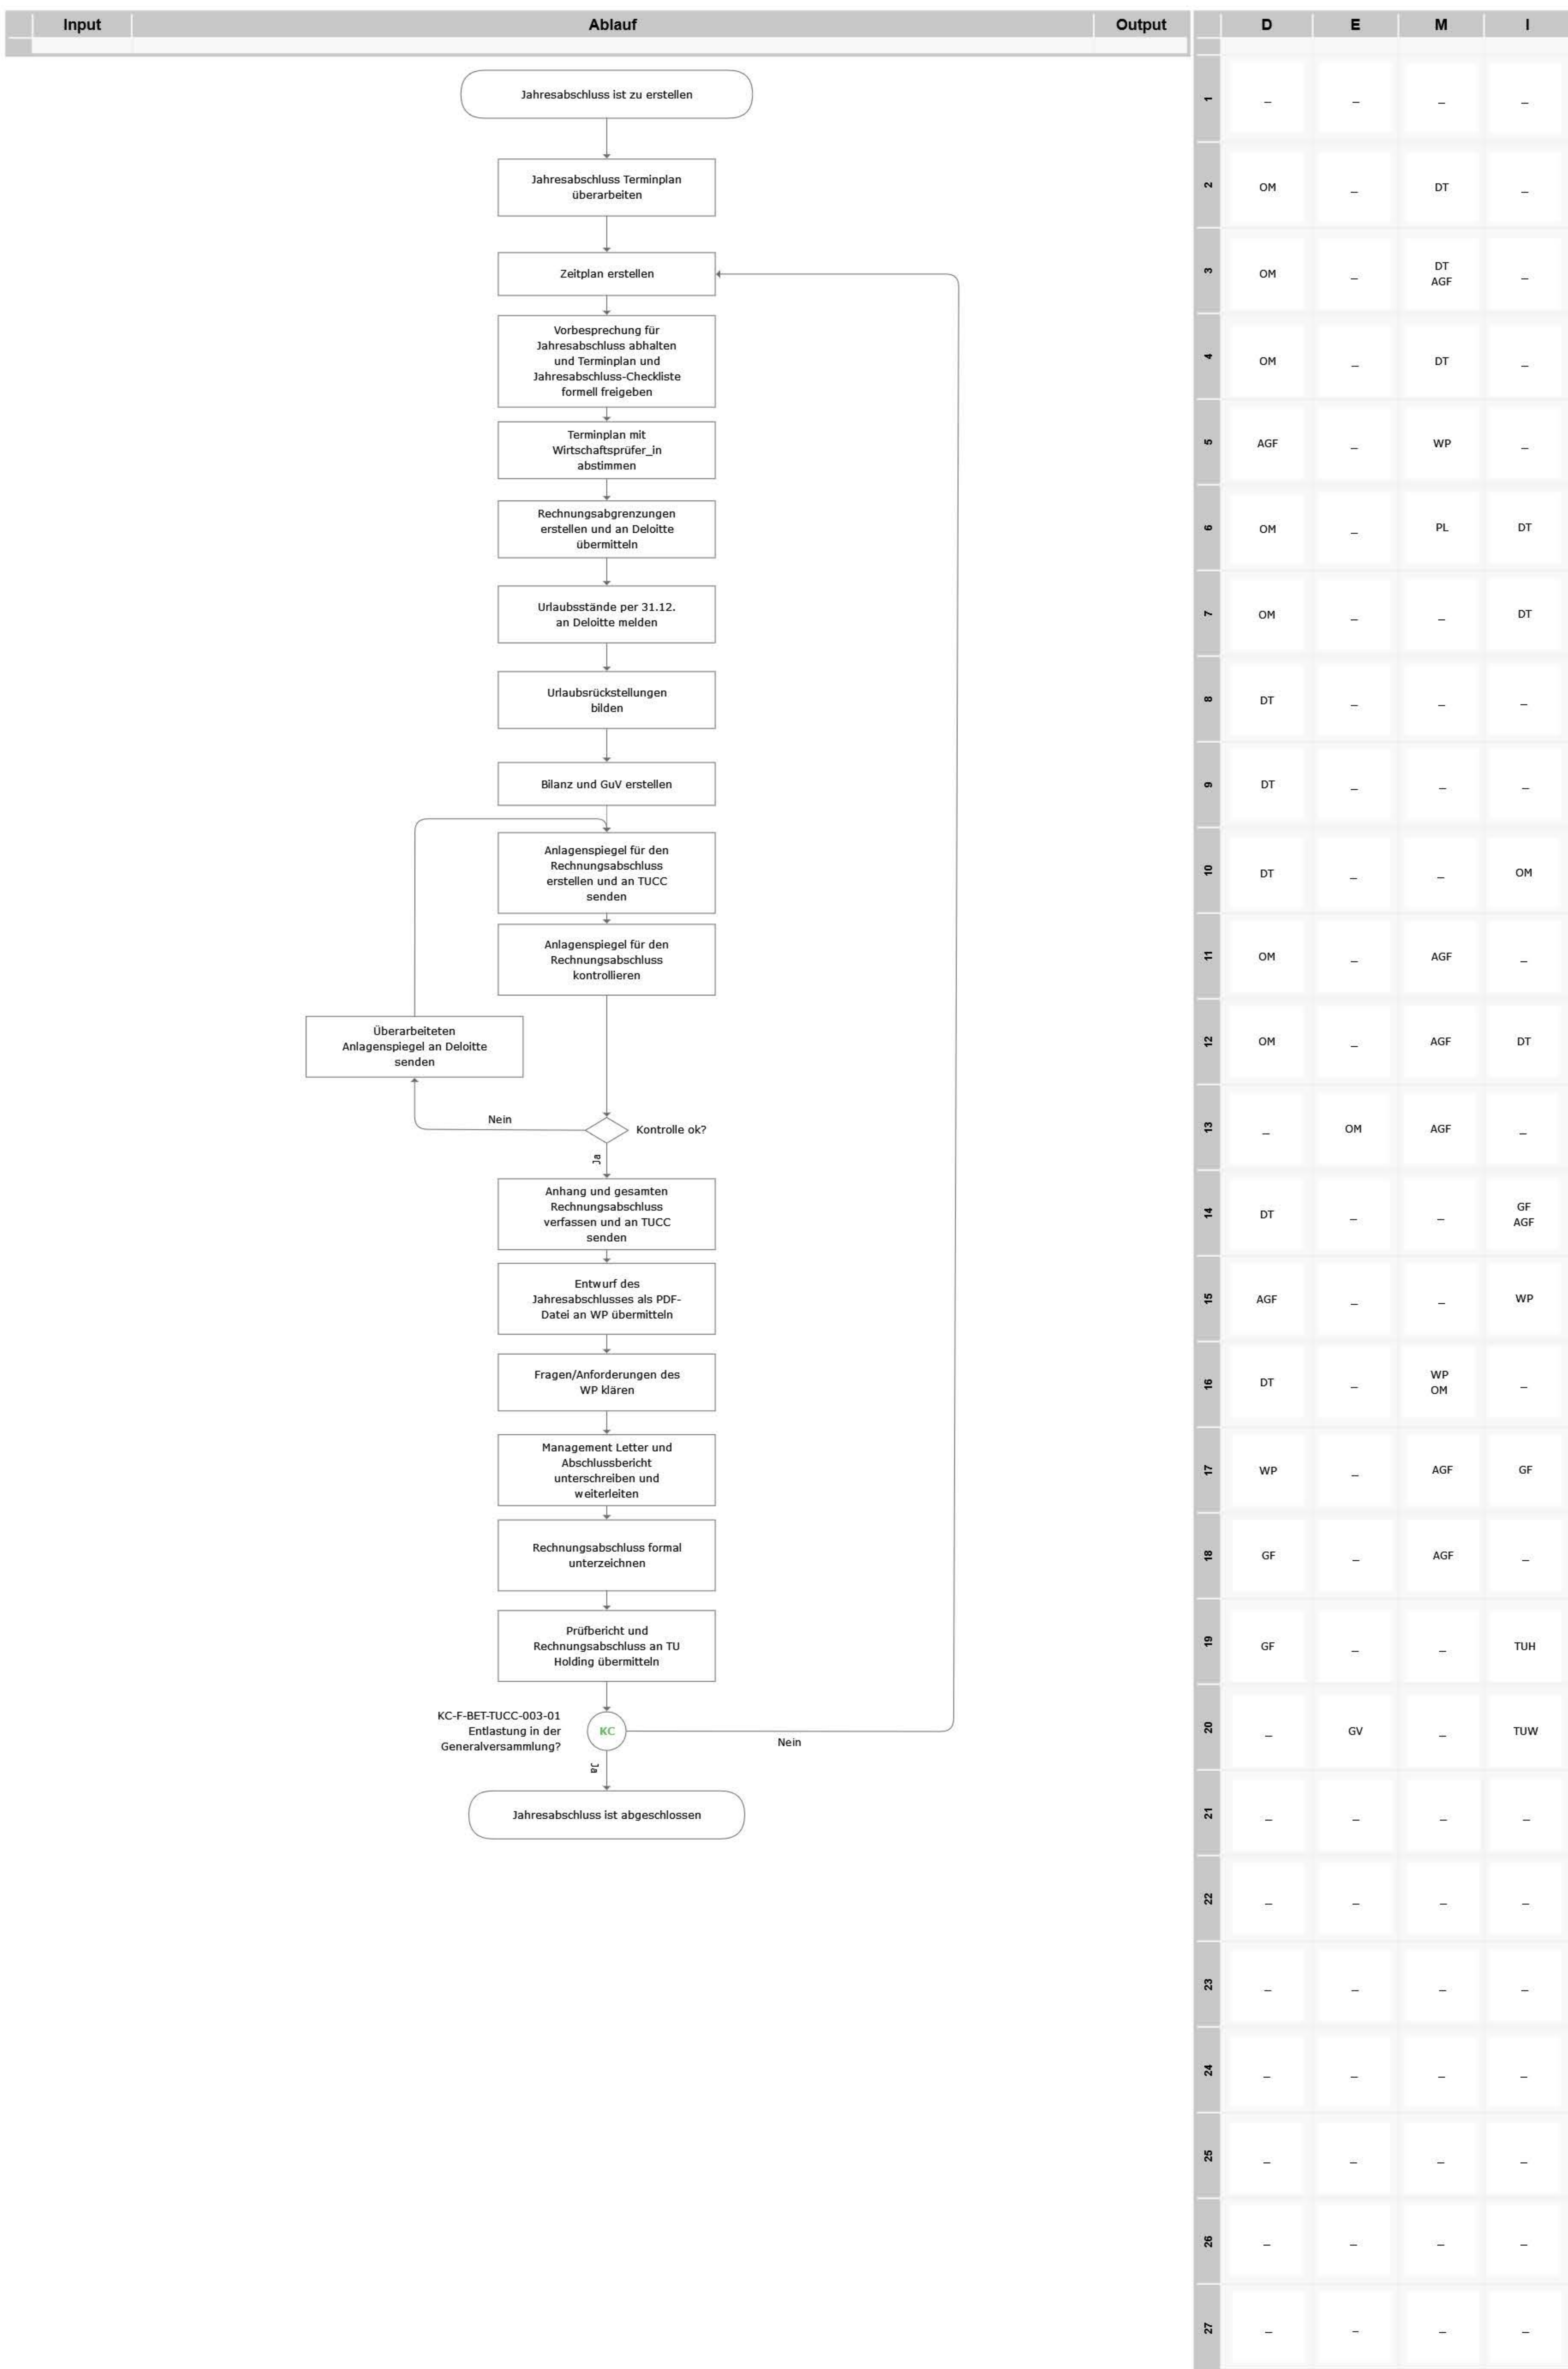 Input Ablauf Output D E M I
Jahresabschluss ist zu erstellen
1 _ _ _ _
Jahresabschluss Terminplan
überarbeiten
2 OM _ DT _
Zeitplan erstellen
3 OM _ DT _
AGF
Vorbesprechung für
Jahresabschluss abhalten
und Terminplan und
Jahresabschluss-Checkliste
formell freigeben
4 OM _ DT _
Terminplan mit
Wirtschaftsprüfer_in
abstimmen
5 AGF _ WP _
Rechnungsabgrenzungen
erstellen und an Deloitte
übermitteln
6 OM _ PL DT
Urlaubsstände per 31.12.
an Deloitte melden
7 OM _ _ DT
Urlaubsrückstellungen
bilden
8 DT _ _ _
Bilanz und GuV erstellen
9 DT _ _ _
Anlagenspiegel für den
Rechnungsabschluss
erstellen und an TUCC
senden
10 DT _ _ OM
Anlagenspiegel für den
Rechnungsabschluss
kontrollieren
11 OM _ AGF _
Überarbeiteten
Anlagenspiegel an Deloitte
senden
12 OM _ AGF DT
Nein
Kontrolle ok?
Ja
13 _ OM AGF _
Anhang und gesamten
Rechnungsabschluss
verfassen und an TUCC
senden
14 DT _ _ GF
AGF
Entwurf des
Jahresabschlusses als PDF-
Datei an WP übermitteln
15 AGF _ _ WP
Fragen/Anforderungen des
WP klären
16 DT _ WP _
OM
Management Letter und
Abschlussbericht
unterschreiben und
weiterleiten
17 WP _ AGF GF
Rechnungsabschluss formal
unterzeichnen
18 GF _ AGF _
Prüfbericht und
Rechnungsabschluss an TU
Holding übermitteln
19 GF _ _ TUH
KC-F-BET-TUCC-003-01
Entlastung in der
Generalversammlung?
KC
Nein
Ja
20 _ GV _ TUW
Jahresabschluss ist abgeschlossen
21 _ _ _ _
22 _ _ _ _
23 _ _ _ _
24 _ _ _ _
25 _ _ _ _
26 _ _ _ _
27 _ _ _ _